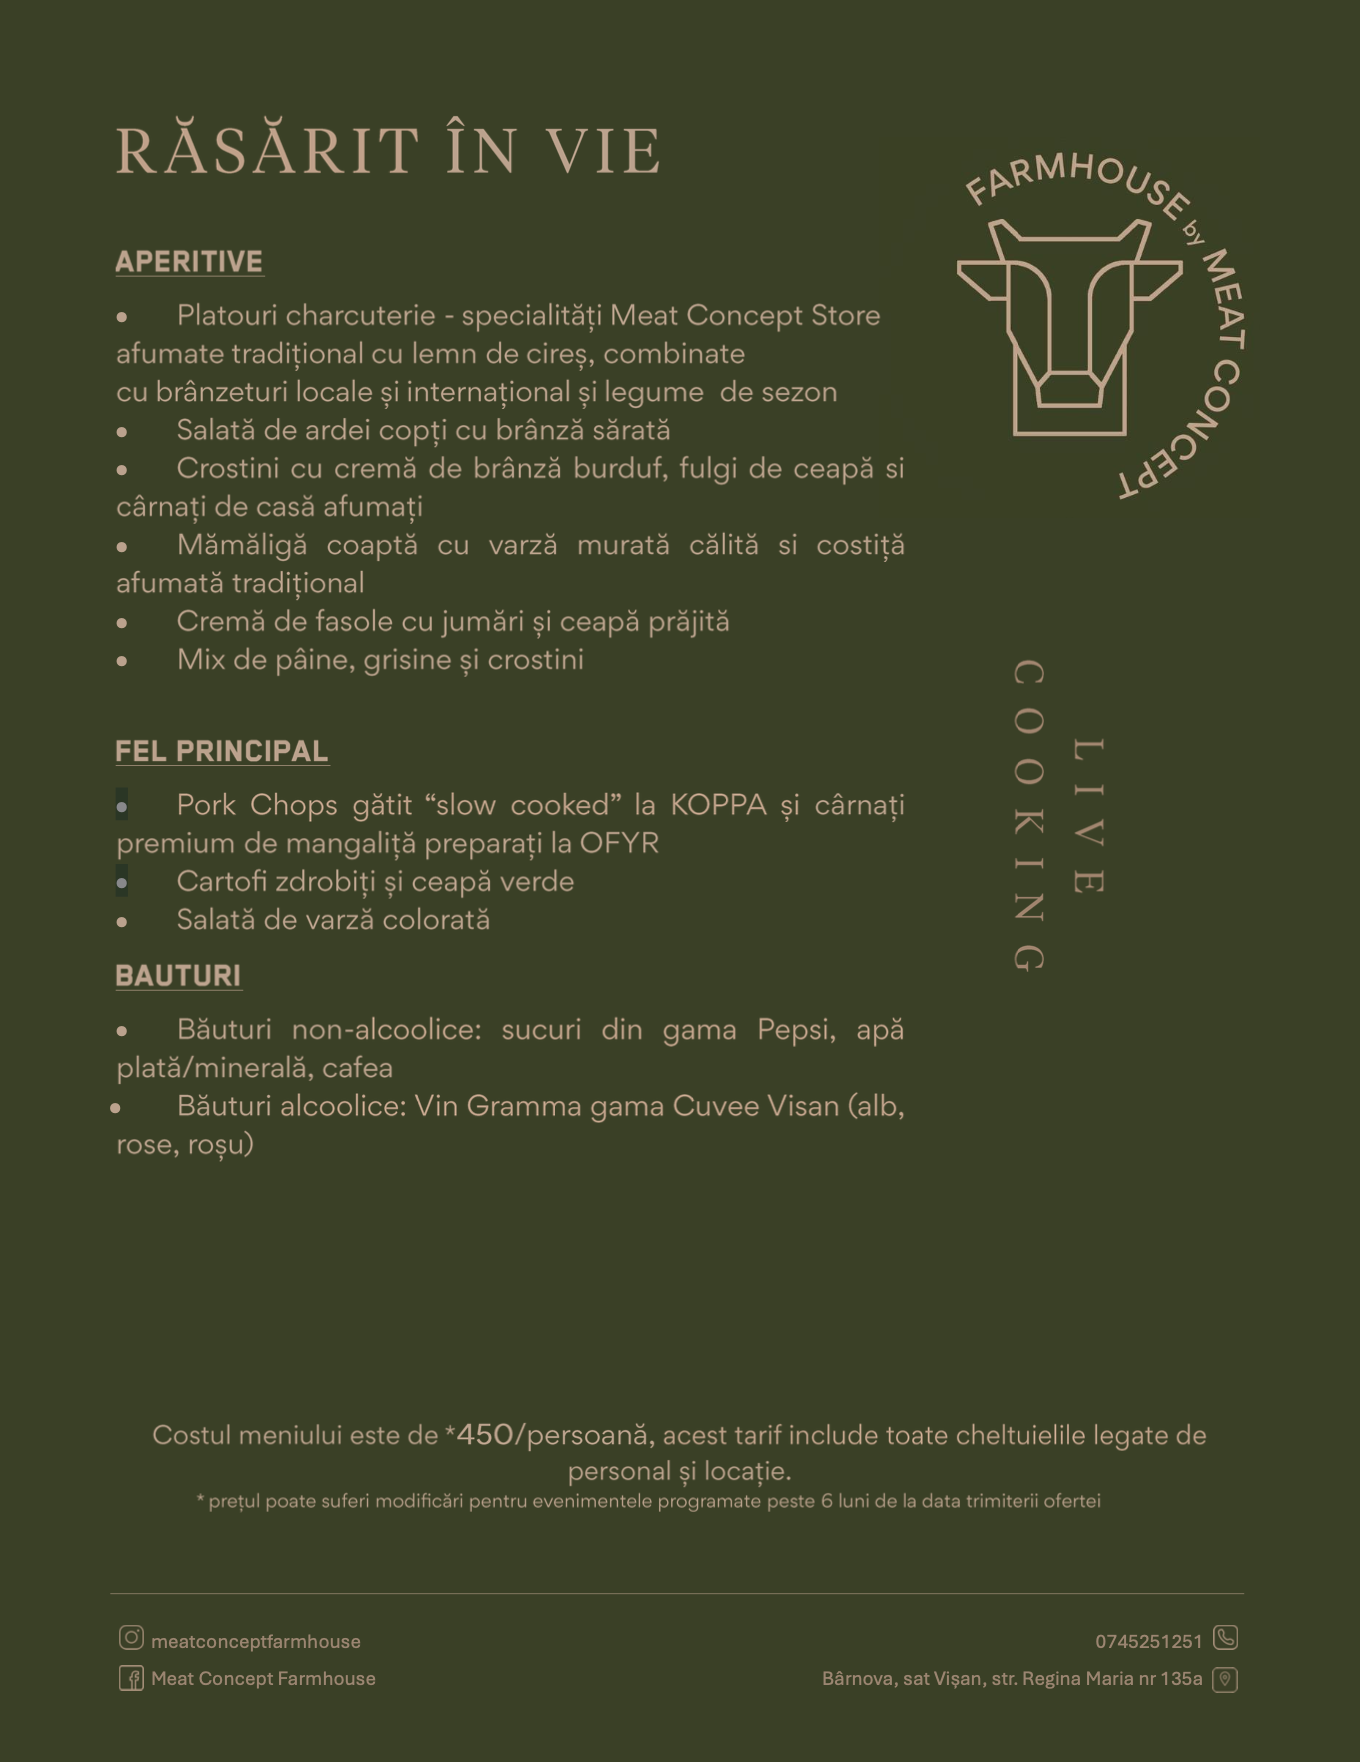 RĂSĂRIT ÎN VIE
FARMHOUSE by MEAT CONCEPT
APERITIVE
• Platouri charcuterie - specialități Meat Concept Store
afumate tradițional cu lemn de cireș, combinate
cu brânzeturi locale și internațional și legume de sezon
• Salată de ardei copți cu brânză sărată
• Crostini cu cremă de brânză burduf, fulgi de ceapă si
cârnați de casă afumați
• Mămăligă coaptă cu varză murată călită si costiță
afumată tradițional
• Cremă de fasole cu jumări și ceapă prăjită
• Mix de pâine, grisine și crostini
LIVE
COOKING
FEL PRINCIPAL
• Pork Chops gătit “slow cooked” la KOPPA și cârnați
premium de mangaliță preparați la OFYR
• Cartofi zdrobiți și ceapă verde
• Salată de varză colorată
BAUTURI
• Băuturi non-alcoolice: sucuri din gama Pepsi, apă
plată/minerală, cafea
• Băuturi alcoolice: Vin Gramma gama Cuvee Visan (alb,
rose, roșu)
Costul meniului este de *450/persoană, acest tarif include toate cheltuielile legate de
personal și locație.
* prețul poate suferi modificări pentru evenimentele programate peste 6 luni de la data trimiterii ofertei
meatconceptfarmhouse
0745251251
Meat Concept Farmhouse
Bârnova, sat Vișan, str. Regina Maria nr 135a